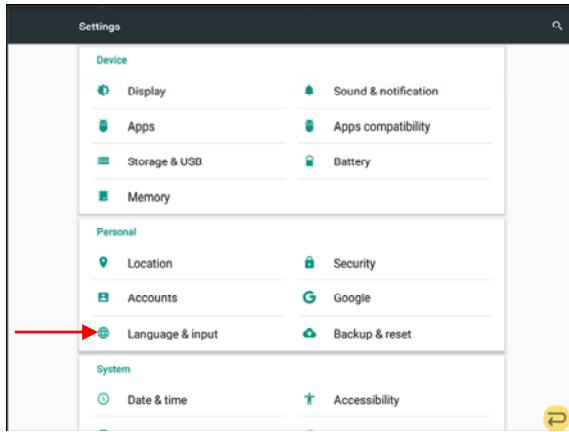 Settings
Device
Display
Sound & notification
Apps
Apps compatibility
Storage & USB
Battery
Memory
Personal
Location
Security
Accounts
Google
Language & input
Backup & reset
System
Date & time
Accessibility